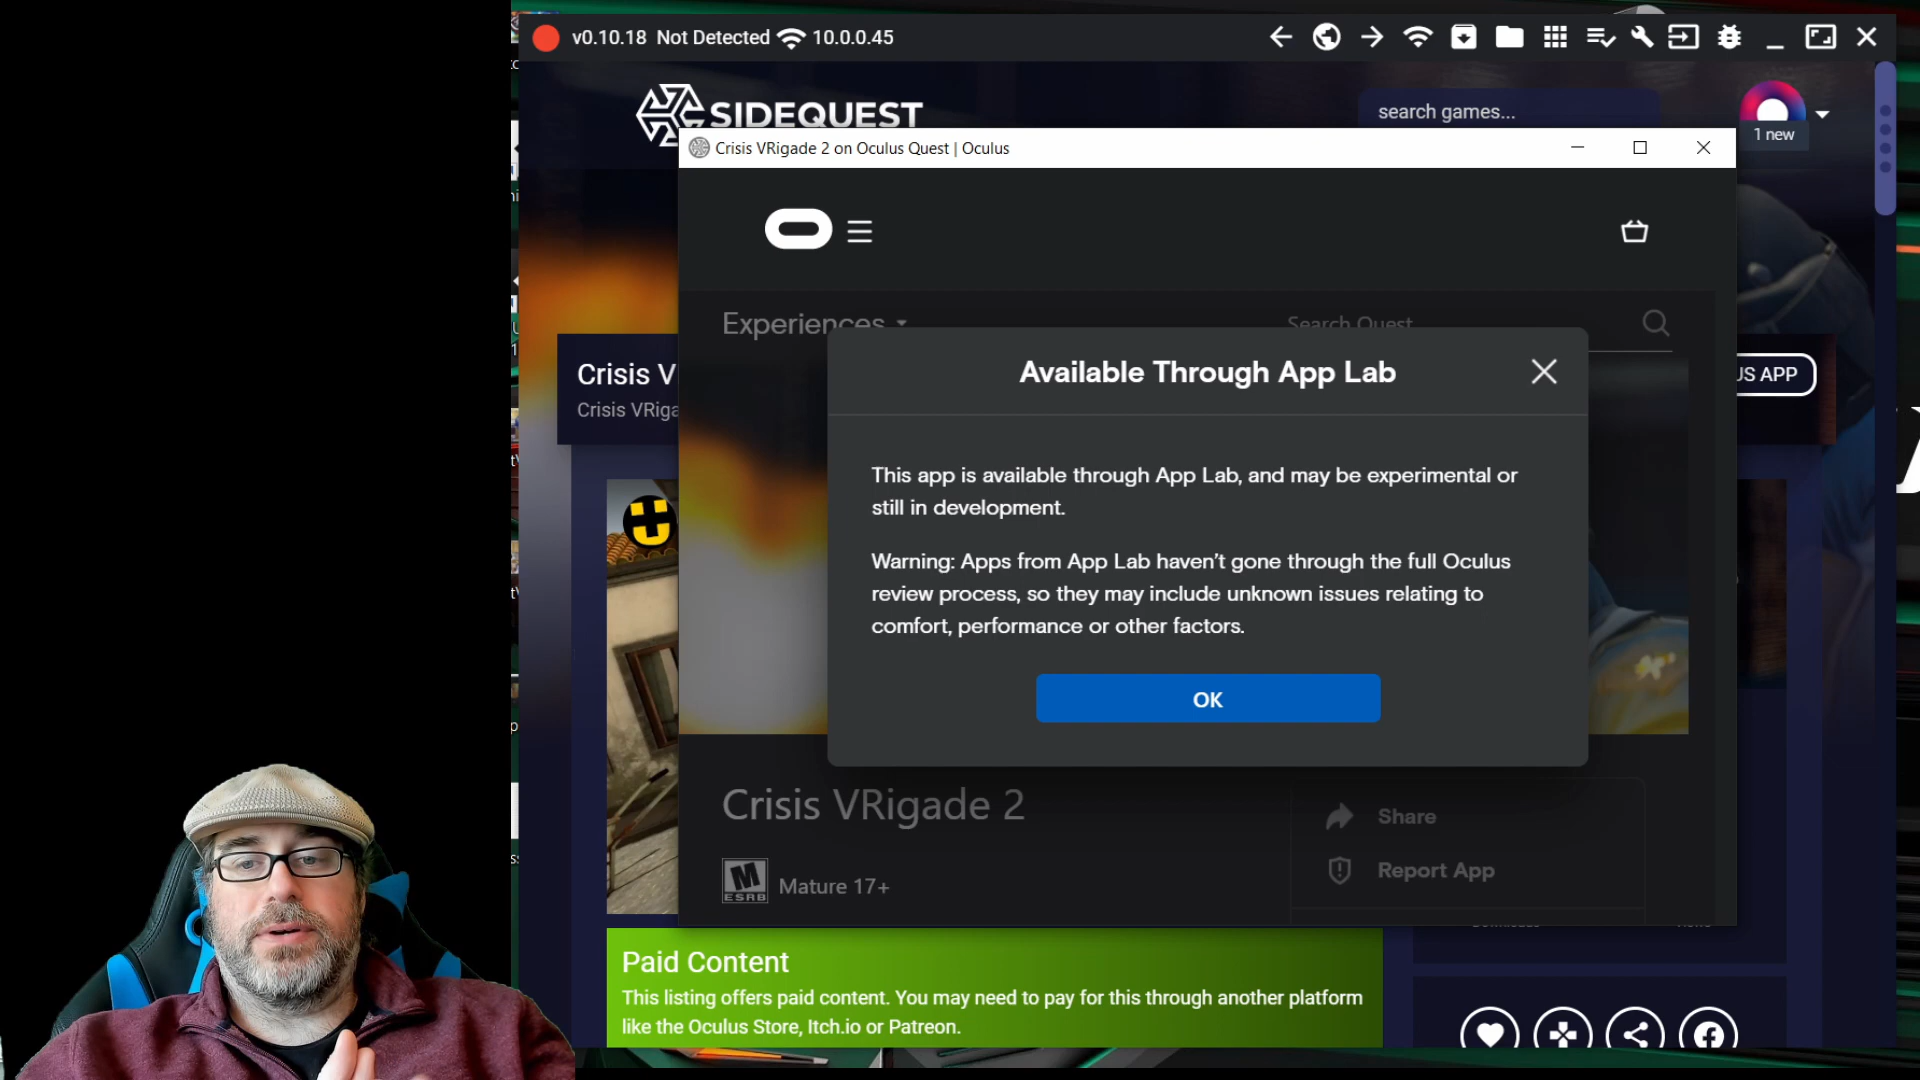 v0.10.18 Not Detected 10.0.0.45
SIDEQUEST
search games...
1 new
Crisis VRigade 2 on Oculus Quest | Oculus
Experiences
Search Quest
Crisis V
Crisis VRiga
US APP
Available Through App Lab
This app is available through App Lab, and may be experimental or
still in development.
Warning: Apps from App Lab haven't gone through the full Oculus
review process, so they may include unknown issues relating to
comfort, performance or other factors.
OK
Crisis VRigade 2
M
ESRB
Mature 17+
Share
Report App
Paid Content
This listing offers paid content. You may need to pay for this through another platform
like the Oculus Store, Itch.io or Patreon.